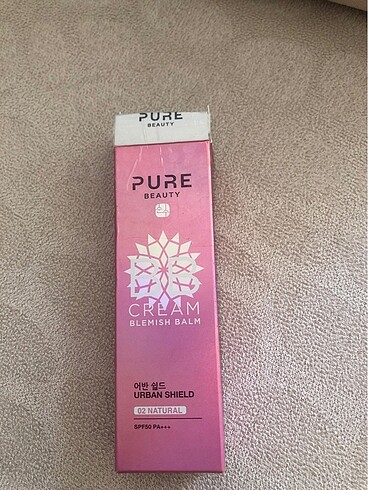 PURE
BEAUTY
PURE
BEAUTY
BB
CREAM
BLEMISH BALM
어반 쉴드
URBAN SHIELD
02 NATURAL
SPF50 PA+++